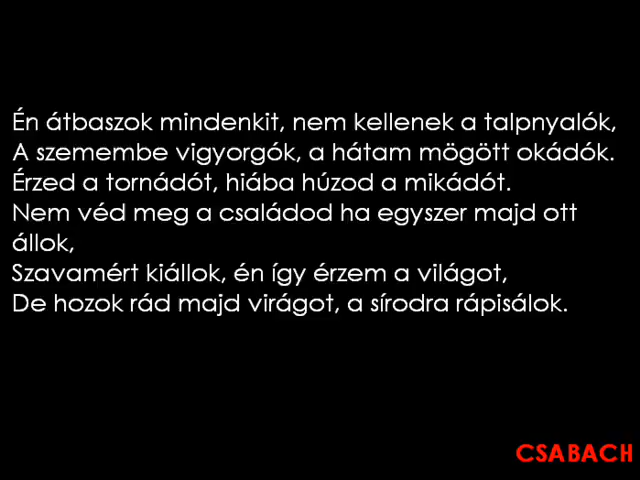 Én átbaszok mindenkit, nem kellenek a talpnyalók,
A szemembe vigyorgók, a hátam mögött okádók.
Érzed a tornádót, hiába húzod a mikádót.
Nem véd meg a családod ha egyszer majd ott
állok,
Szavamért kiállok, én így érzem a világot,
De hozok rád majd virágot, a sírodra rápisálok.
CSABACH